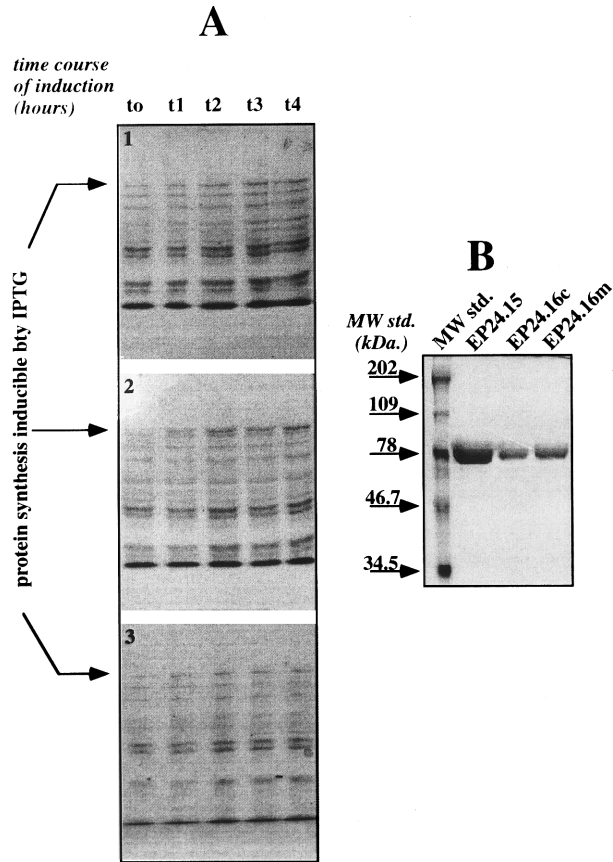 A
time course
of induction
(hours)
to t1 t2 t3 t4
1
2
3
protein synthesis inducible bty IPTG
B
MW std.
(kDa.)
MW std.
EP24.15
EP24.16c
EP24.16m
202
109
78
46.7
34.5